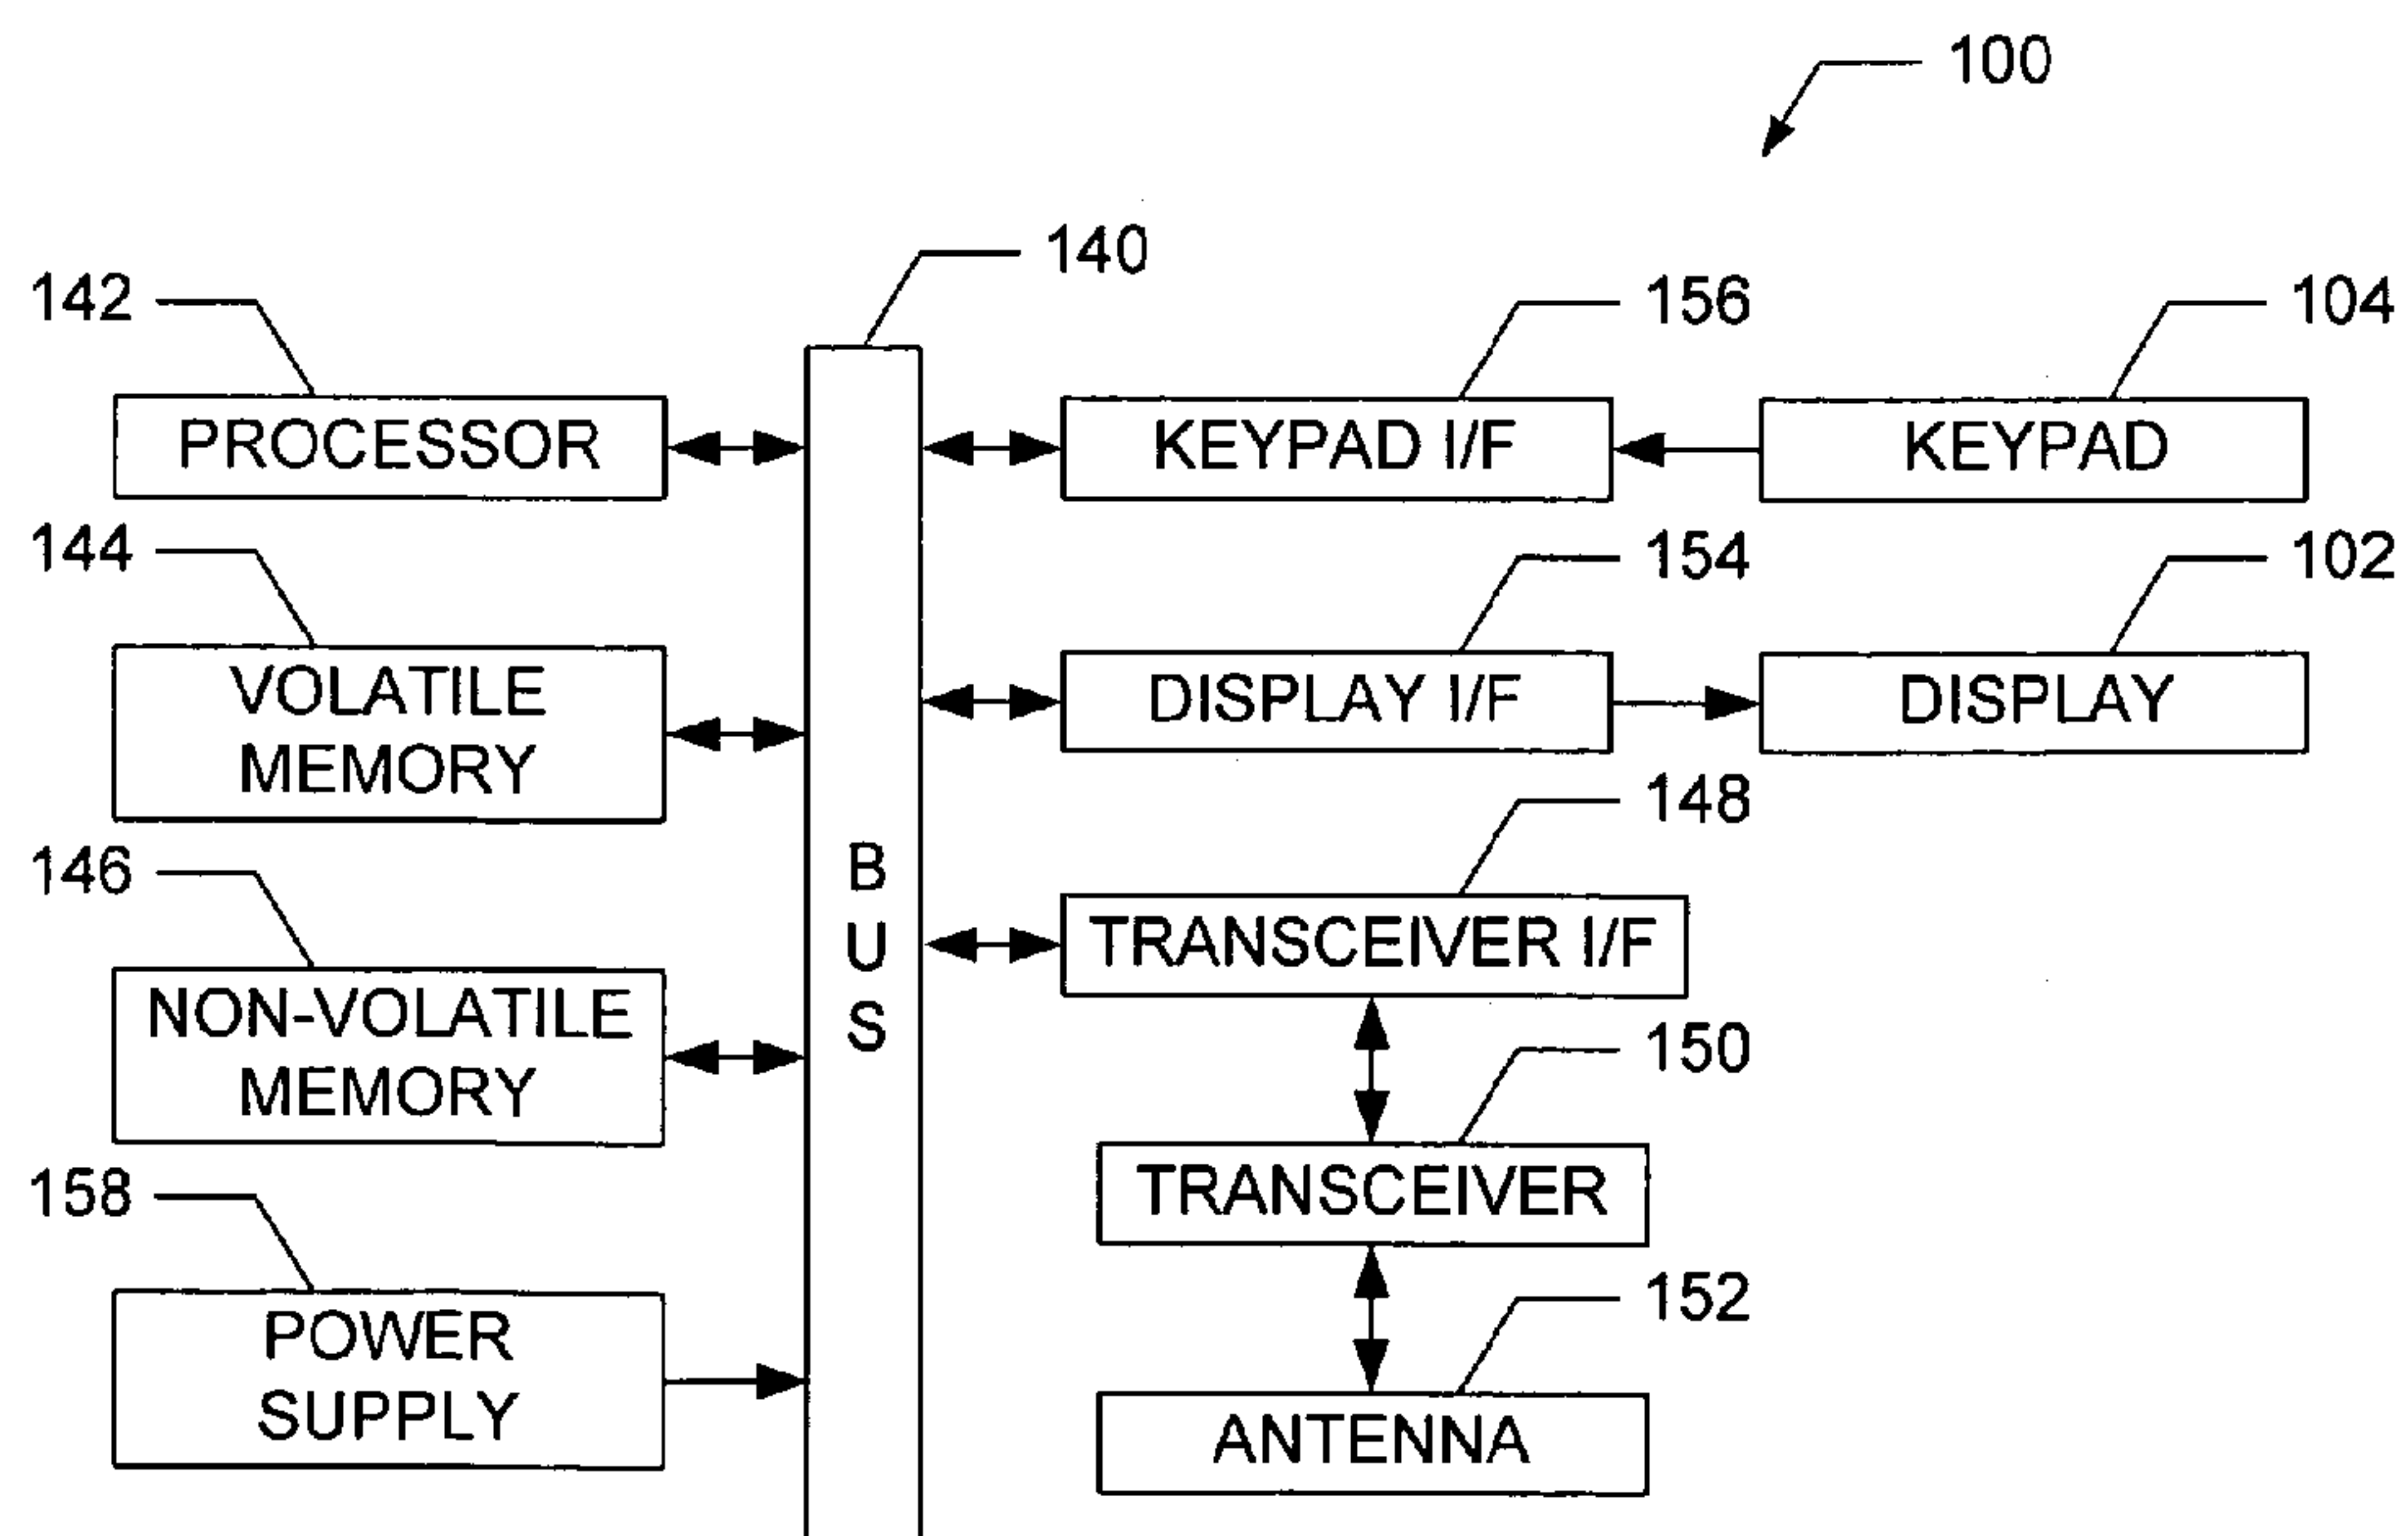 100
140
142
156
104
PROCESSOR
KEYPAD I/F
KEYPAD
144
154
102
VOLATILE
MEMORY
DISPLAY I/F
DISPLAY
148
146
B
U
S
TRANSCEIVER I/F
NON-VOLATILE
MEMORY
150
158
TRANSCEIVER
152
POWER
SUPPLY
ANTENNA